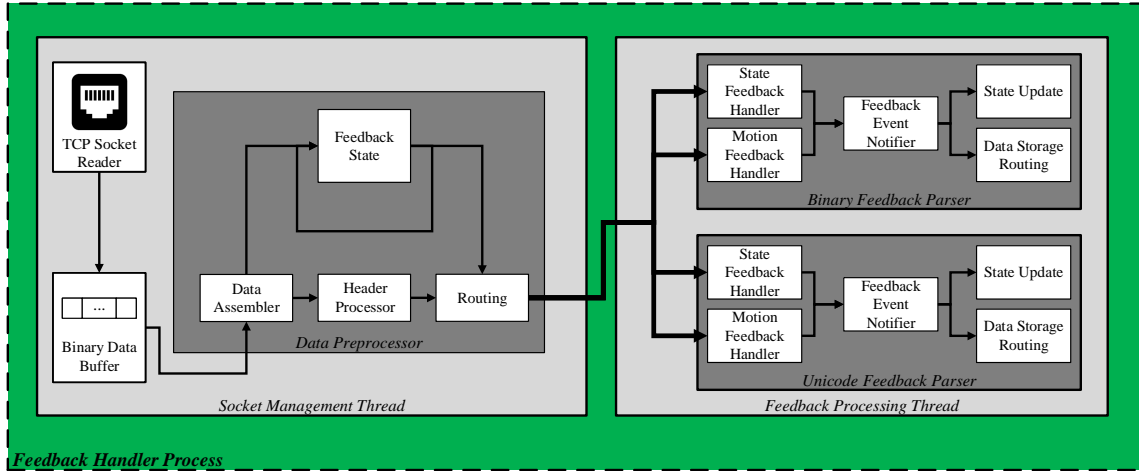 TCP Socket
Reader
...
Binary Data
Buffer
Feedback
State
Data
Assembler
Header
Processor
Routing
Data Preprocessor
Socket Management Thread
State
Feedback
Handler
Motion
Feedback
Handler
Feedback
Event
Notifier
State Update
Data Storage
Routing
Binary Feedback Parser
State
Feedback
Handler
Motion
Feedback
Handler
Feedback
Event
Notifier
State Update
Data Storage
Routing
Unicode Feedback Parser
Feedback Processing Thread
Feedback Handler Process